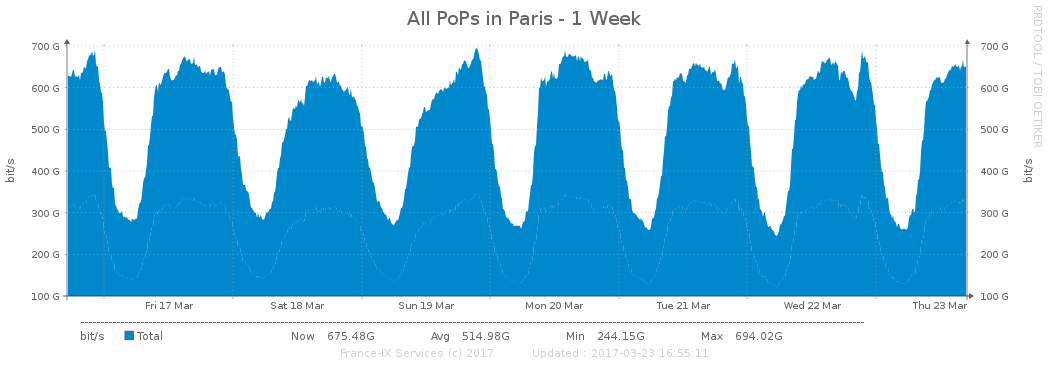 All PoPs in Paris - 1 Week
RRDTOOL / TOBI OETIKER
700 G 700 G
600 G 600 G
500 G 500 G
400 G 400 G
300 G 300 G
200 G 200 G
100 G 100 G
bit/s bit/s
Fri 17 Mar Sat 18 Mar Sun 19 Mar Mon 20 Mar Tue 21 Mar Wed 22 Mar Thu 23 Mar
bit/s Total Now 675.48G Avg 514.98G Min 244.15G Max 694.02G
France-IX Services (c) 2017 Updated : 2017-03-23 16:55:11